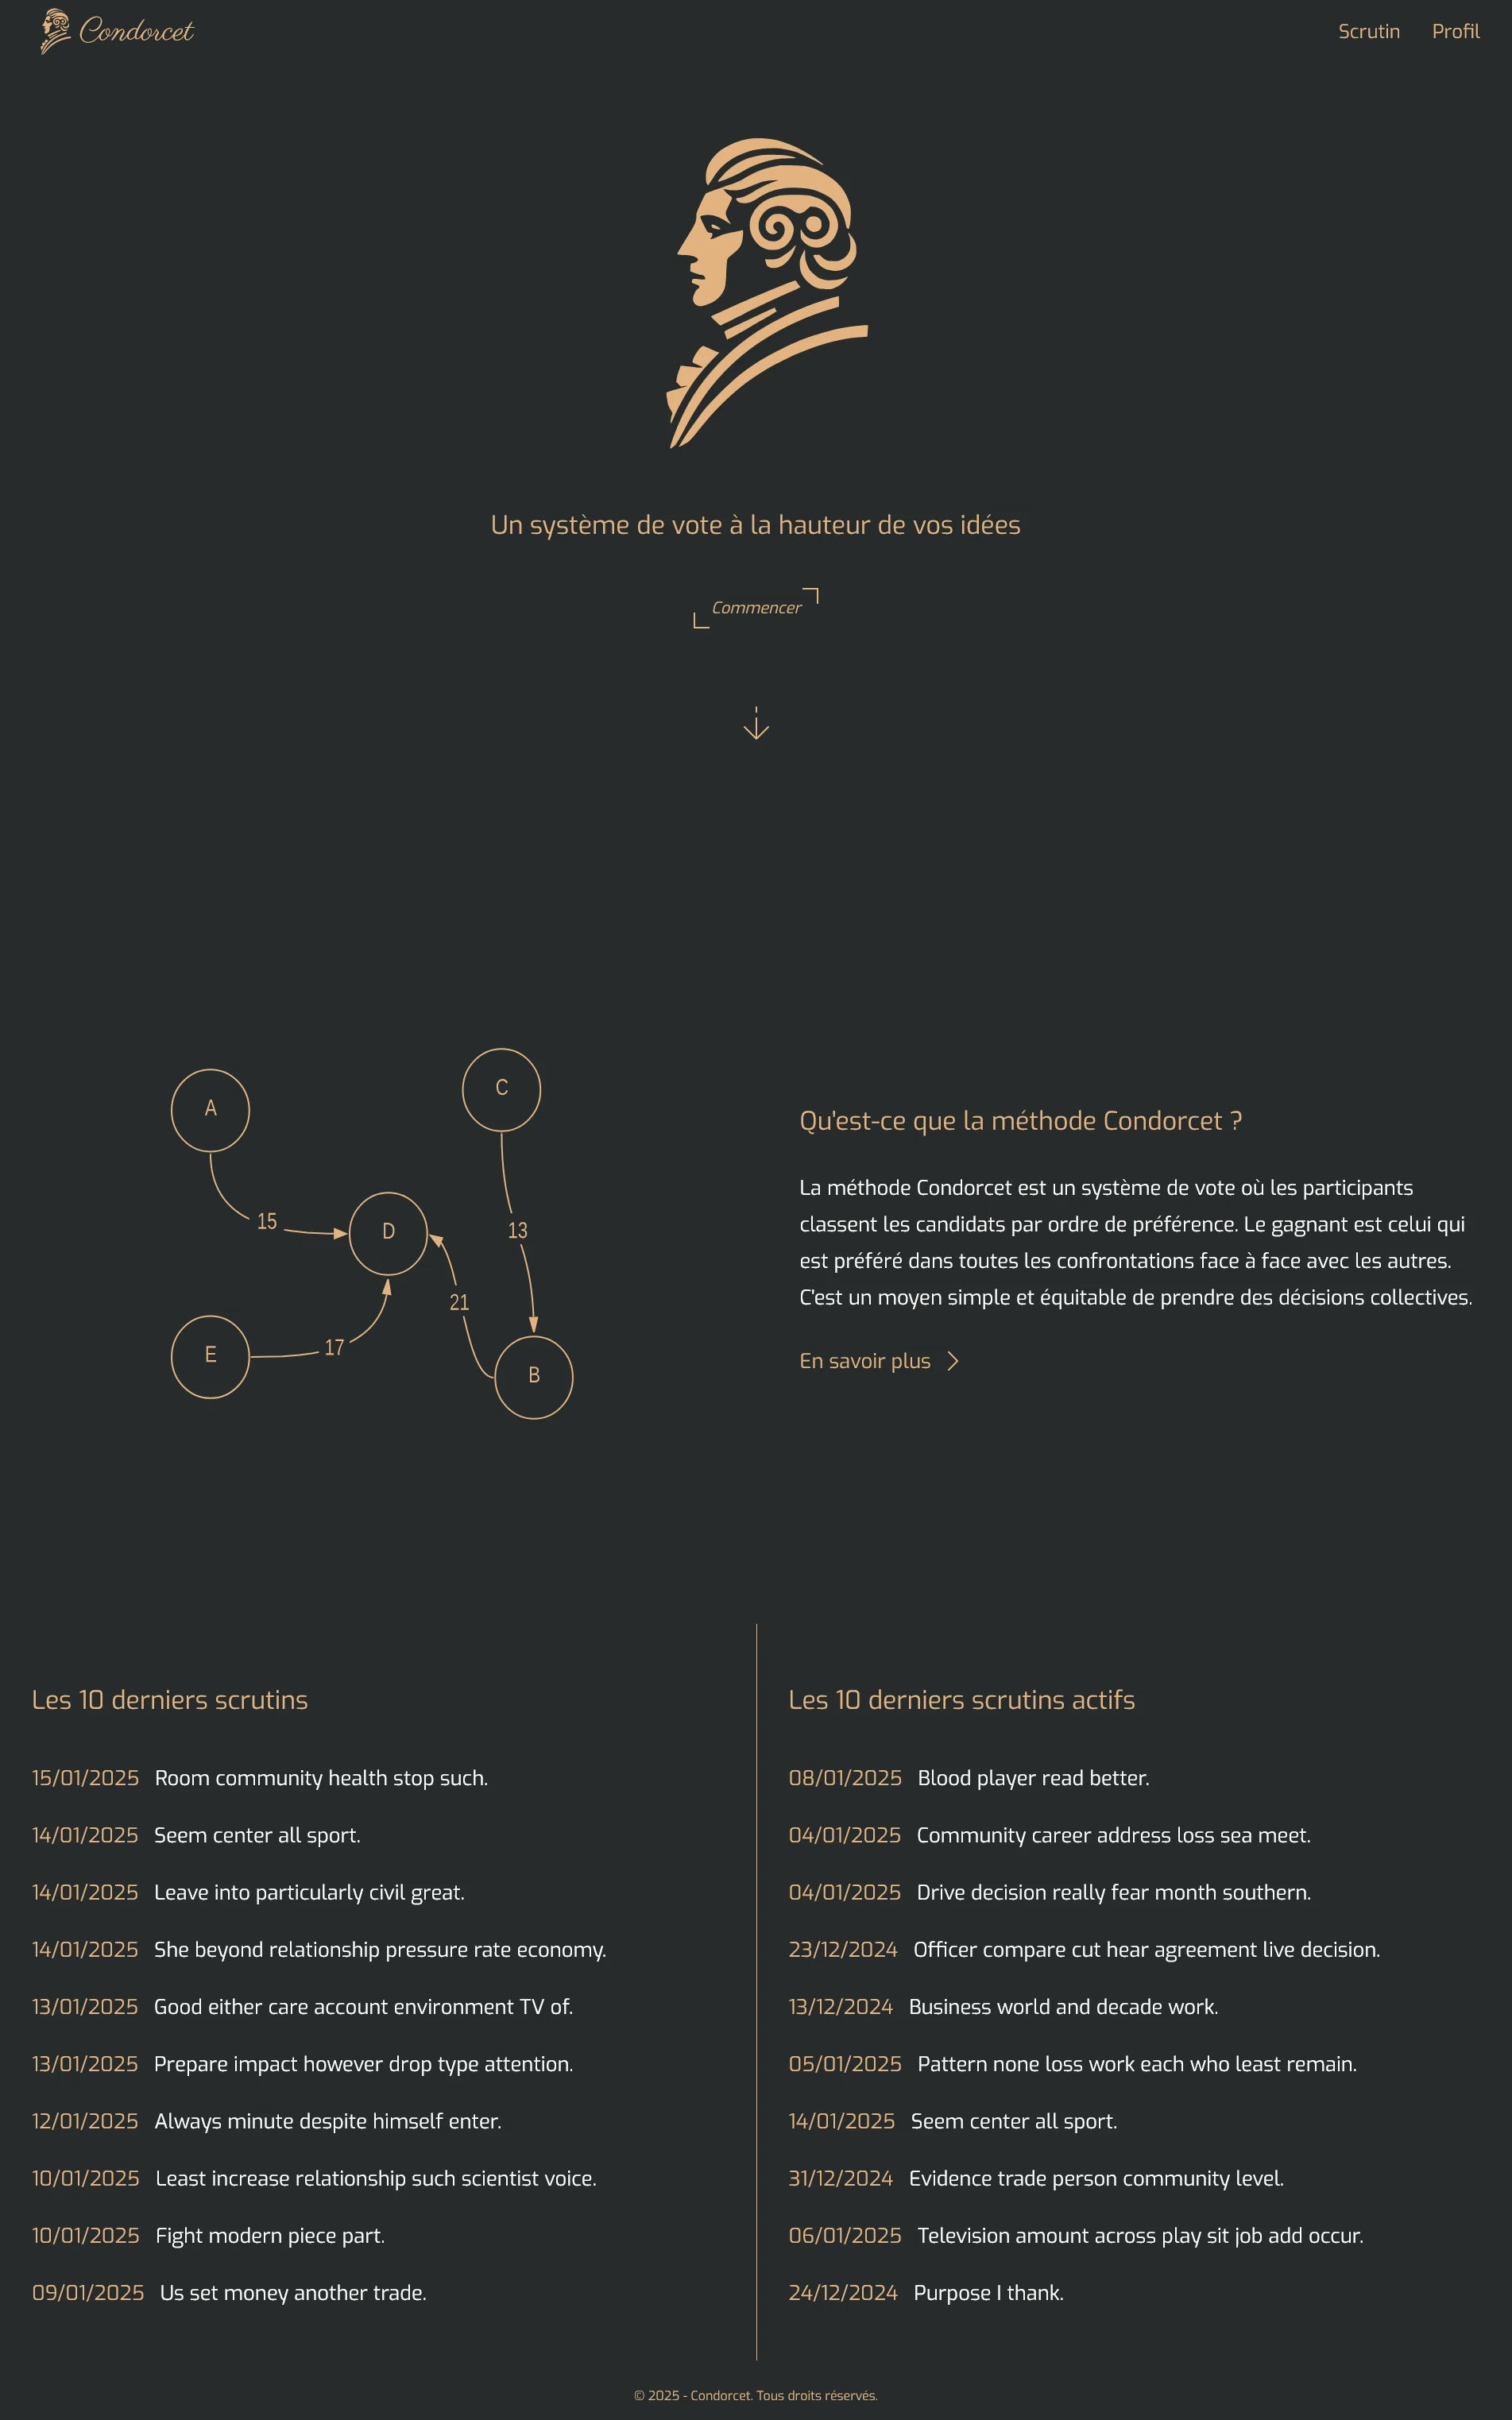 Condorcet
Scrutin Profil
Un système de vote à la hauteur de vos idées
Commencer
A
C
15
D
13
21
E
17
B
Qu'est-ce que la méthode Condorcet ?
La méthode Condorcet est un système de vote où les participants
classent les candidats par ordre de préférence. Le gagnant est celui qui
est préféré dans toutes les confrontations face à face avec les autres.
C'est un moyen simple et équitable de prendre des décisions collectives.
En savoir plus
Les 10 derniers scrutins
15/01/2025 Room community health stop such.
14/01/2025 Seem center all sport.
14/01/2025 Leave into particularly civil great.
14/01/2025 She beyond relationship pressure rate economy.
13/01/2025 Good either care account environment TV of.
13/01/2025 Prepare impact however drop type attention.
12/01/2025 Always minute despite himself enter.
10/01/2025 Least increase relationship such scientist voice.
10/01/2025 Fight modern piece part.
09/01/2025 Us set money another trade.
Les 10 derniers scrutins actifs
08/01/2025 Blood player read better.
04/01/2025 Community career address loss sea meet.
04/01/2025 Drive decision really fear month southern.
23/12/2024 Officer compare cut hear agreement live decision.
13/12/2024 Business world and decade work.
05/01/2025 Pattern none loss work each who least remain.
14/01/2025 Seem center all sport.
31/12/2024 Evidence trade person community level.
06/01/2025 Television amount across play sit job add occur.
24/12/2024 Purpose I thank.
© 2025 - Condorcet. Tous droits réservés.